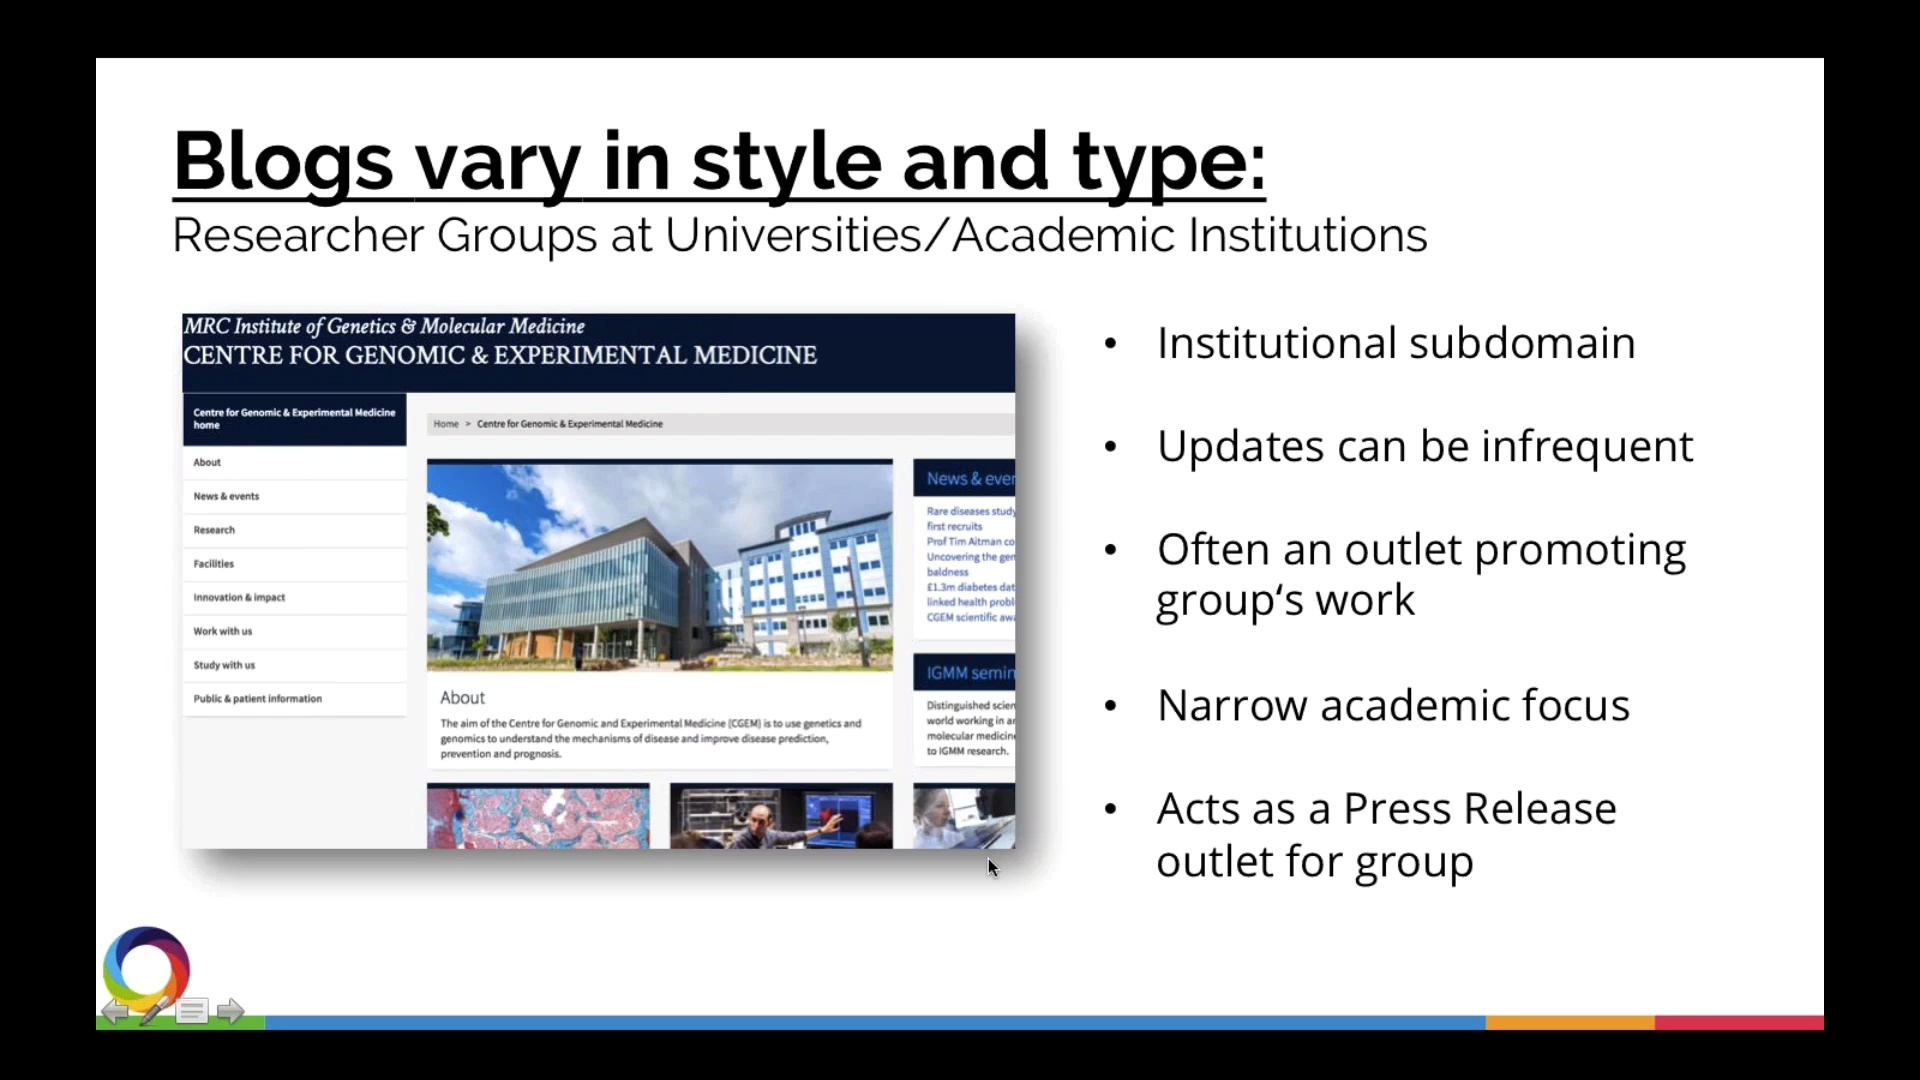 Blogs vary in style and type:
Researcher Groups at Universities/Academic Institutions
MRC Institute of Genetics & Molecular Medicine
CENTRE FOR GENOMIC & EXPERIMENTAL MEDICINE
Centre for Genomic & Experimental Medicine
home
About
News & events
Research
Facilities
Innovation & impact
Work with us
Study with us
Public & patient information
Home > Centre for Genomic & Experimental Medicine
About
The aim of the Centre for Genomic and Experimental Medicine (CGEM) is to use genetics and
genomics to understand the mechanisms of disease and improve disease prediction,
prevention and prognosis.
News & even
Rare diseases study
first recruits
Prof Tim Aitman co
Uncovering the gen
baldness
£1.3m diabetes dat
linked health probl
CGEM scientific awa
IGMM semin
Distinguished scien
world working in ar
molecular medicine
to IGMM research.
• Institutional subdomain
• Updates can be infrequent
• Often an outlet promoting
group‘s work
• Narrow academic focus
• Acts as a Press Release
outlet for group